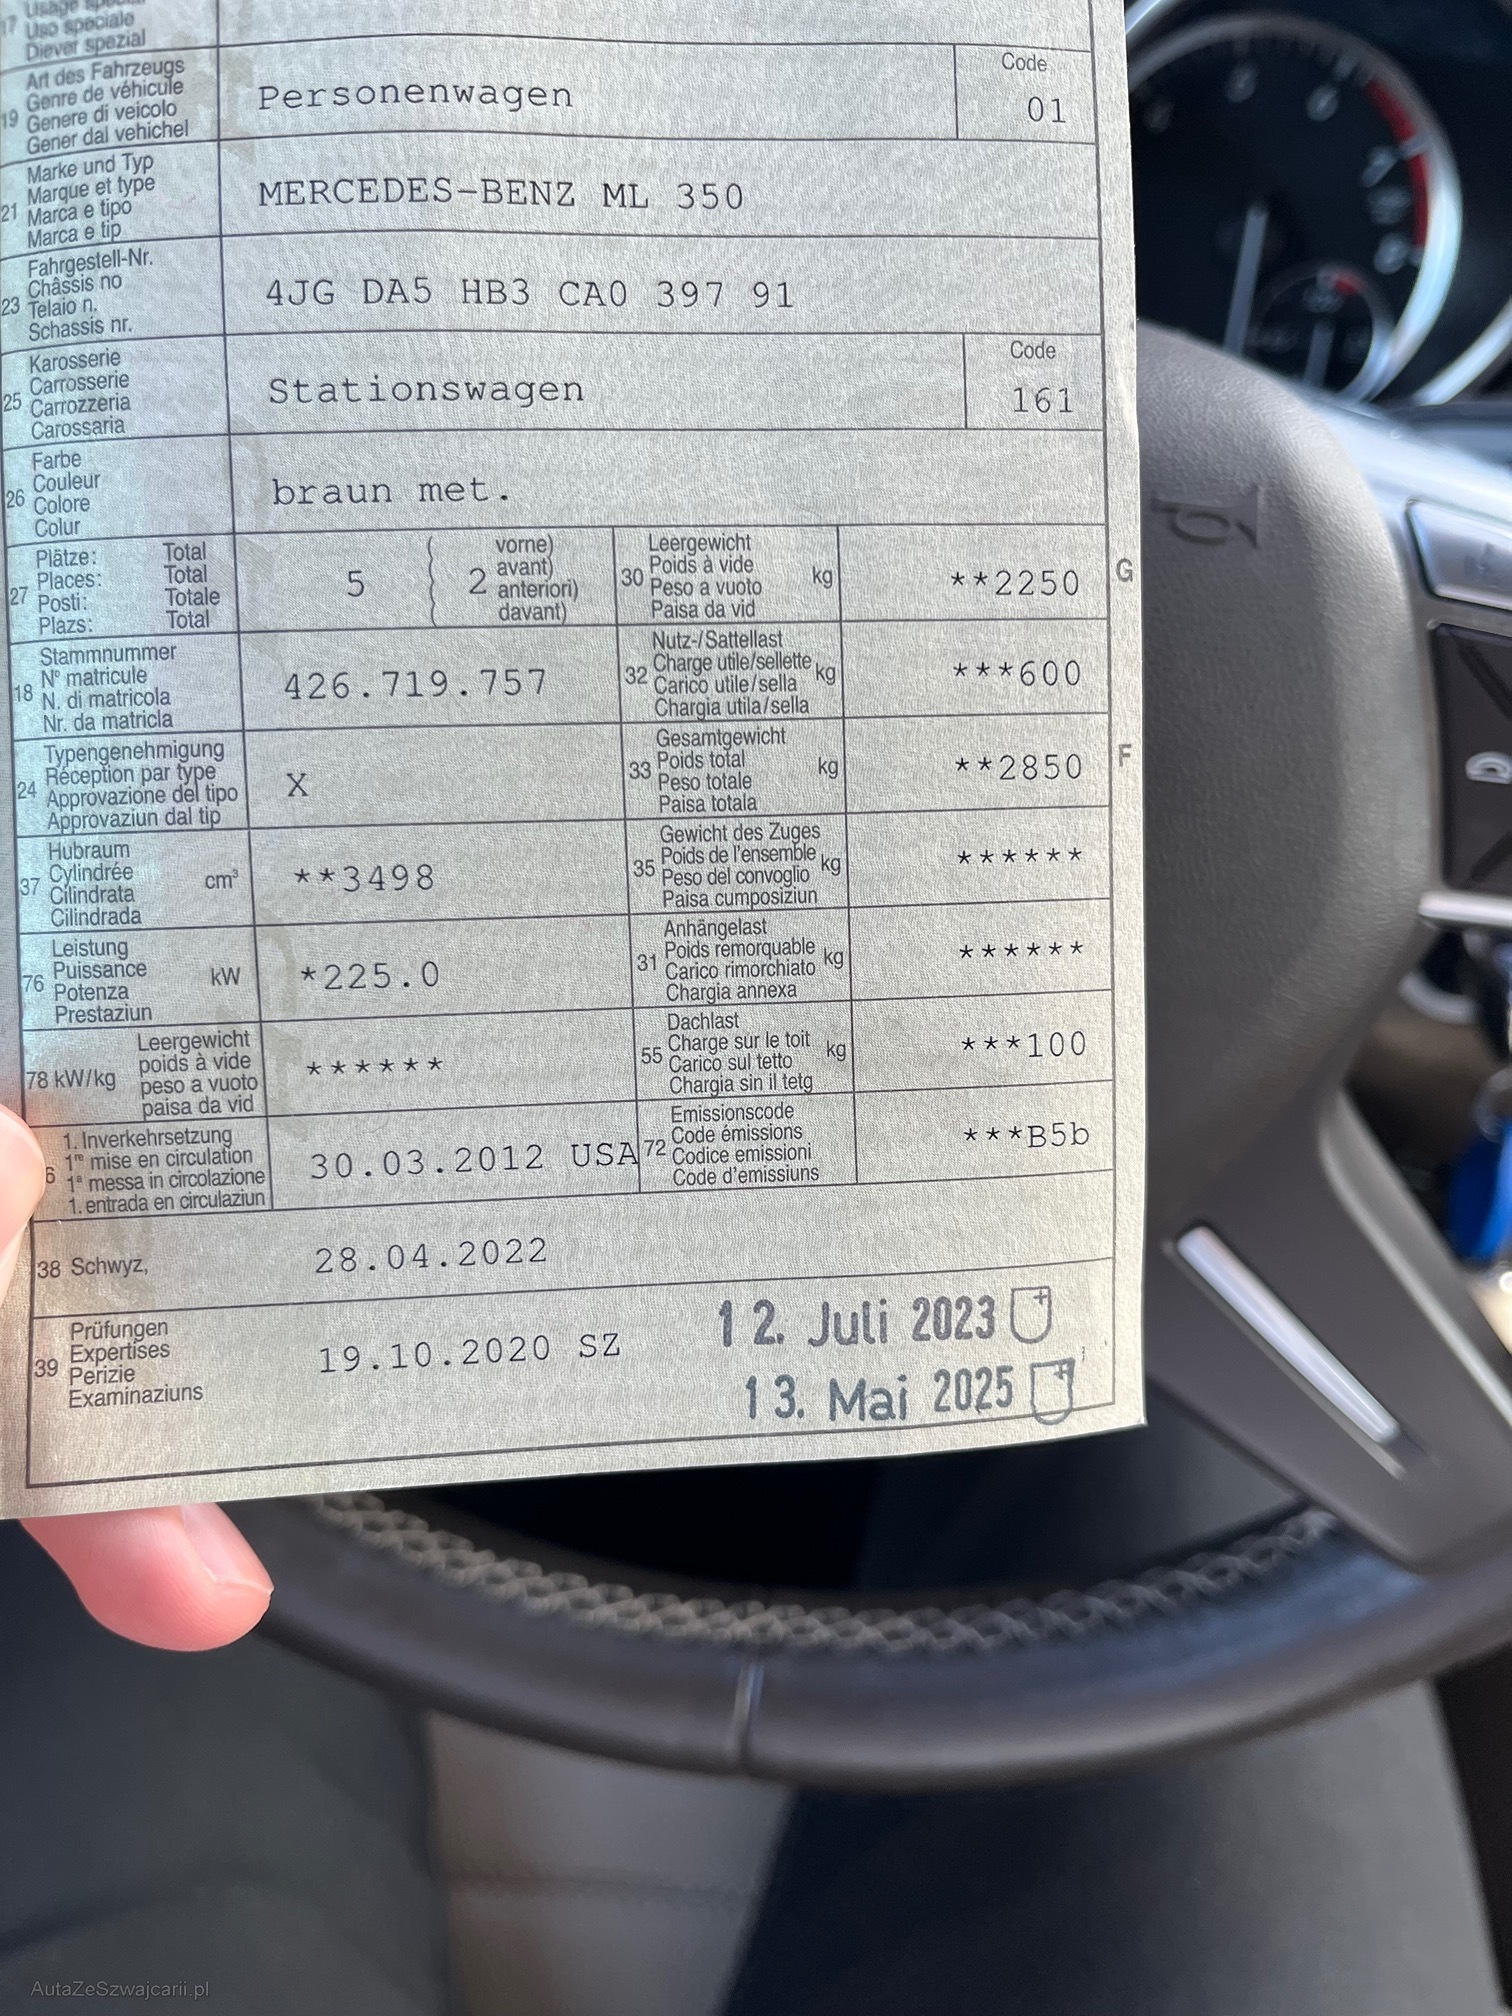 17 Usage spécial
Uso speciale
Diever spezial
19 Art des Fahrzeugs
Genre de véhicule
Genere di veicolo
Gener dal vehichel
Personenwagen
Code
01
21 Marke und Typ
Marque et type
Marca e tipo
Marca e tip
MERCEDES-BENZ ML 350
23 Fahrgestell-Nr.
Châssis no
Telaio n.
Schassis nr.
4JG DA5 HB3 CA0 397 91
25 Karosserie
Carrosserie
Carrozzeria
Carossaria
Stationswagen
Code
161
26 Farbe
Couleur
Colore
Colur
braun met.
27 Plätze: Total
Places: Total
Posti: Totale
Plazs: Total
5
2
vorne)
avant)
anteriori)
davant)
30 Leergewicht
Poids à vide
Peso a vuoto
Paisa da vid
kg
**2250
G
18 Stammnummer
N° matricule
N. di matricola
Nr. da matricla
426.719.757
32 Nutz-/Sattellast
Charge utile/sellette
Carico utile/sella
Chargia utila/sella
kg
***600
24 Typengenehmigung
Réception par type
Approvazione del tipo
Approvaziun dal tip
X
33 Gesamtgewicht
Poids total
Peso totale
Paisa totala
kg
**2850
F
37 Hubraum
Cylindrée
Cilindrata
Cilindrada
cm³
**3498
35 Gewicht des Zuges
Poids de l'ensemble
Peso del convoglio
Paisa cumposiziun
kg
******
76 Leistung
Puissance
Potenza
Prestaziun
kW
*225.0
31 Anhängelast
Poids remorquable
Carico rimorchiato
Chargia annexa
kg
******
78 kW/kg
Leergewicht
poids à vide
peso a vuoto
paisa da vid
******
55 Dachlast
Charge sur le toit
Carico sul tetto
Chargia sin il tetg
kg
***100
6 1. Inverkehrsetzung
1re mise en circulation
1a messa in circolazione
1. entrada en circulaziun
30.03.2012 USA
72 Emissionscode
Code émissions
Codice emissioni
Code d'emissiuns
***B5b
38 Schwyz,
28.04.2022
39 Prüfungen
Expertises
Perizie
Examinaziuns
19.10.2020 SZ
12. Juli 2023
13. Mai 2025
AutaZeSzwajcarii.pl